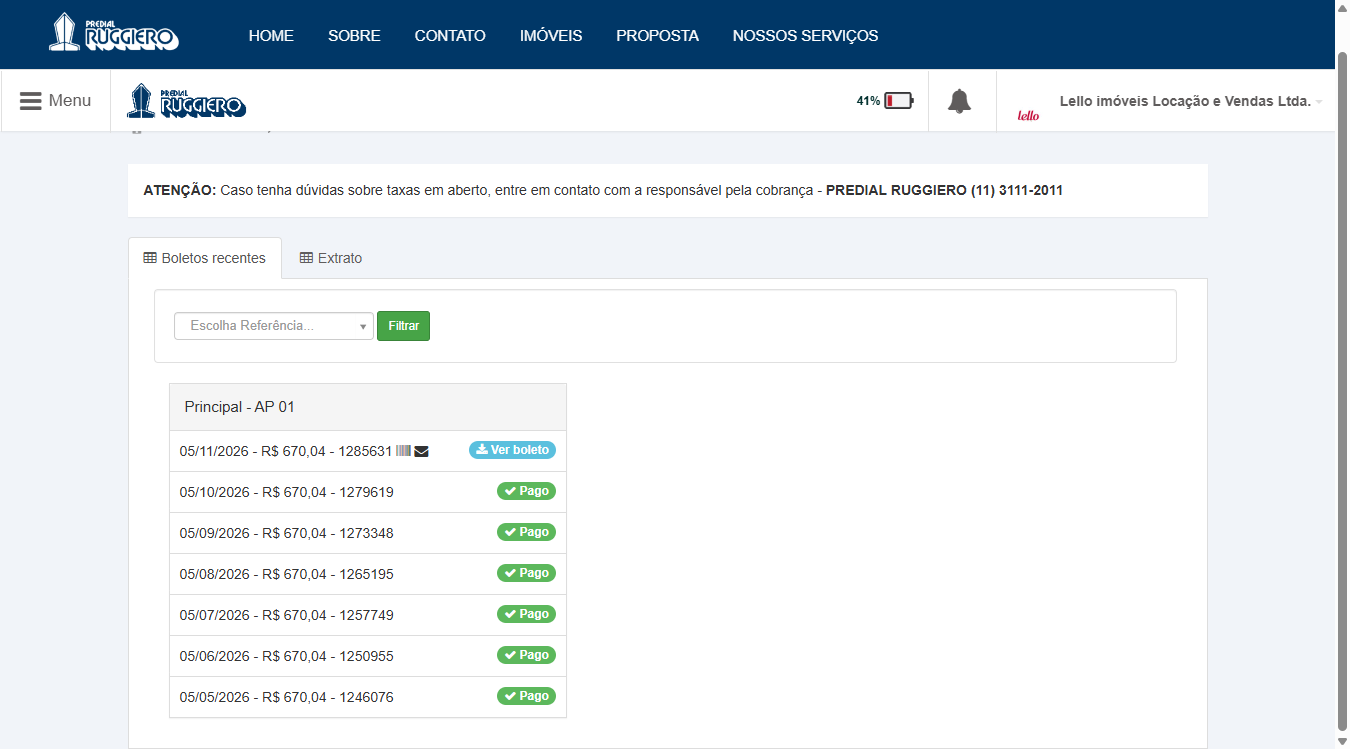 PREDIAL RUGGIERO HOME SOBRE CONTATO IMÓVEIS PROPOSTA NOSSOS SERVIÇOS
Menu PREDIAL RUGGIERO 41% lello Lello imóveis Locação e Vendas Ltda.
ATENÇÃO: Caso tenha dúvidas sobre taxas em aberto, entre em contato com a responsável pela cobrança - PREDIAL RUGGIERO (11) 3111-2011
Boletos recentes Extrato
Escolha Referência... Filtrar
Principal - AP 01
05/11/2026 - R$ 670,04 - 1285631 Ver boleto
05/10/2026 - R$ 670,04 - 1279619 Pago
05/09/2026 - R$ 670,04 - 1273348 Pago
05/08/2026 - R$ 670,04 - 1265195 Pago
05/07/2026 - R$ 670,04 - 1257749 Pago
05/06/2026 - R$ 670,04 - 1250955 Pago
05/05/2026 - R$ 670,04 - 1246076 Pago